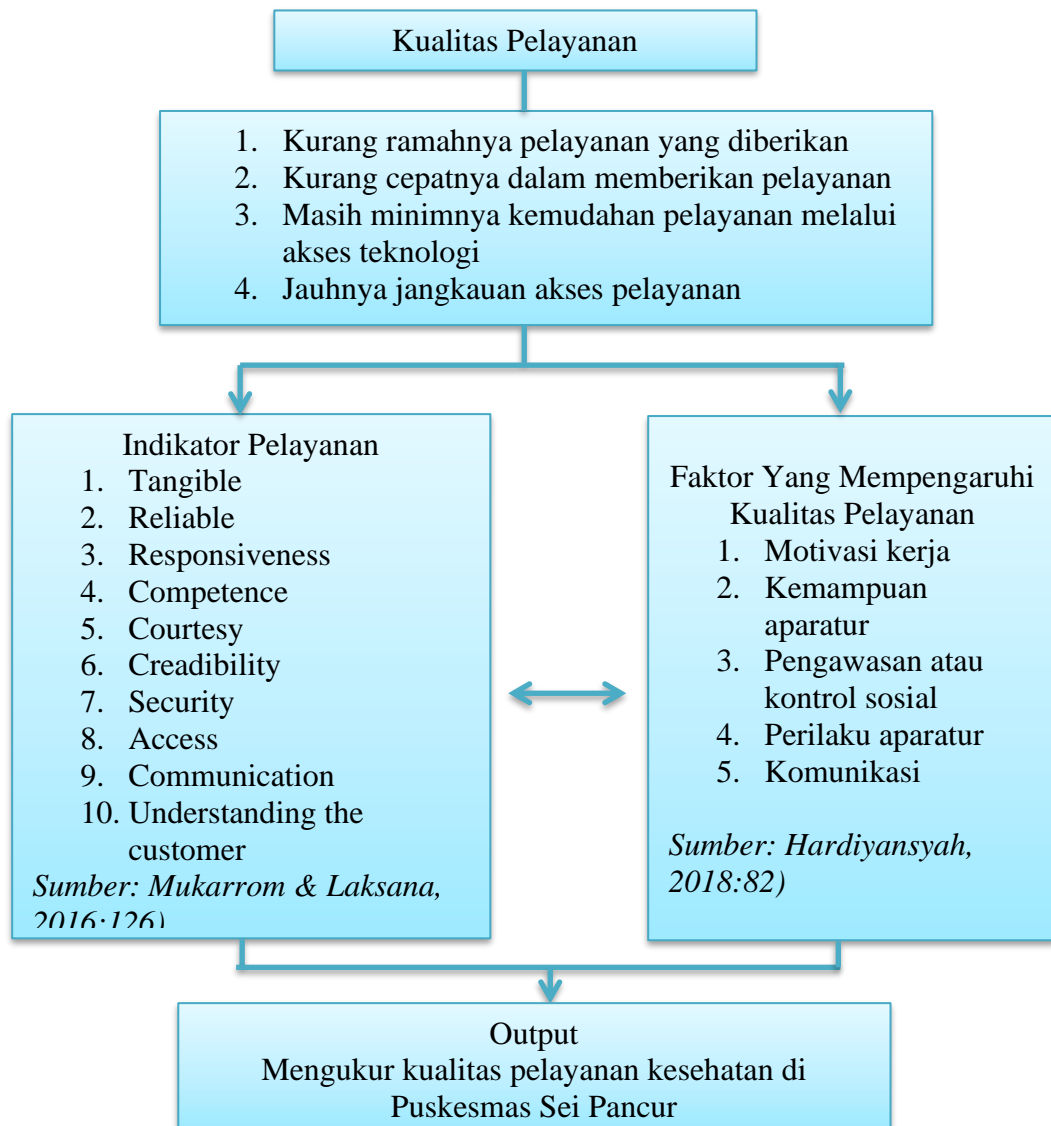 Kualitas Pelayanan
1. Kurang ramahnya pelayanan yang diberikan
2. Kurang cepatnya dalam memberikan pelayanan
3. Masih minimnya kemudahan pelayanan melalui
akses teknologi
4. Jauhnya jangkauan akses pelayanan
Indikator Pelayanan
1. Tangible
2. Reliable
3. Responsiveness
4. Competence
5. Courtesy
6. Creadibility
7. Security
8. Access
9. Communication
10. Understanding the
customer
Sumber: Mukarrom & Laksana,
2016:126)
Faktor Yang Mempengaruhi
Kualitas Pelayanan
1. Motivasi kerja
2. Kemampuan
aparatur
3. Pengawasan atau
kontrol sosial
4. Perilaku aparatur
5. Komunikasi
Sumber: Hardiyansyah,
2018:82)
Output
Mengukur kualitas pelayanan kesehatan di
Puskesmas Sei Pancur